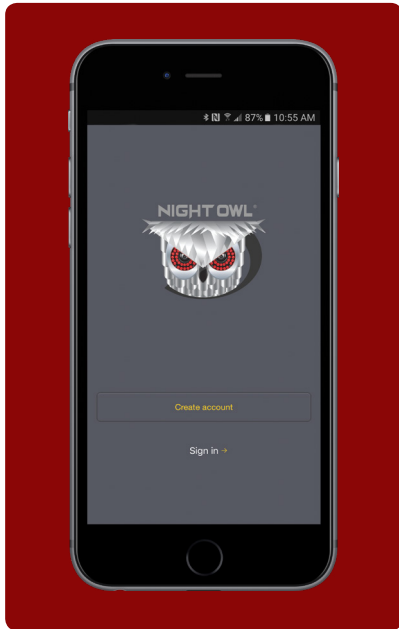 87% 10:55 AM
NIGHT OWL®
Create account
Sign in →